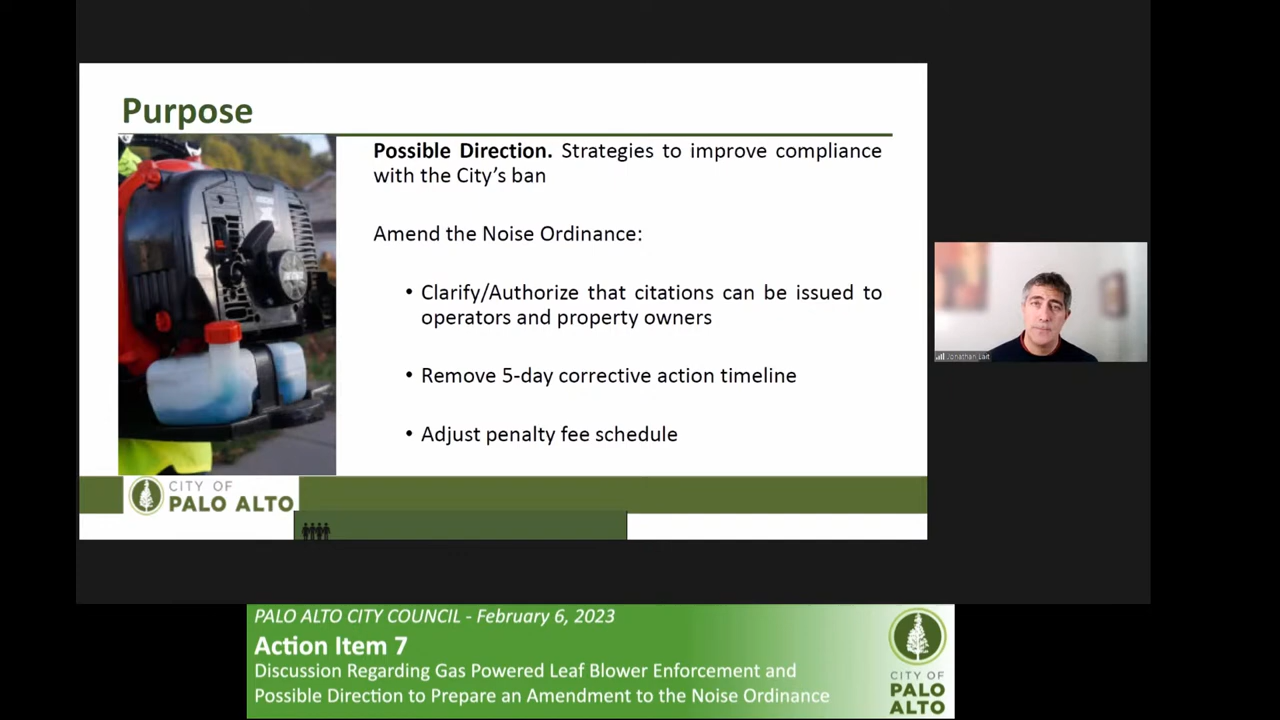 Purpose
Possible Direction. Strategies to improve compliance
with the City's ban
Amend the Noise Ordinance:
• Clarify/Authorize that citations can be issued to
operators and property owners
• Remove 5-day corrective action timeline
• Adjust penalty fee schedule
CITY OF
PALO ALTO
Jonathan Lait
PALO ALTO CITY COUNCIL - February 6, 2023
Action Item 7
Discussion Regarding Gas Powered Leaf Blower Enforcement and
Possible Direction to Prepare an Amendment to the Noise Ordinance
CITY OF
PALO
ALTO